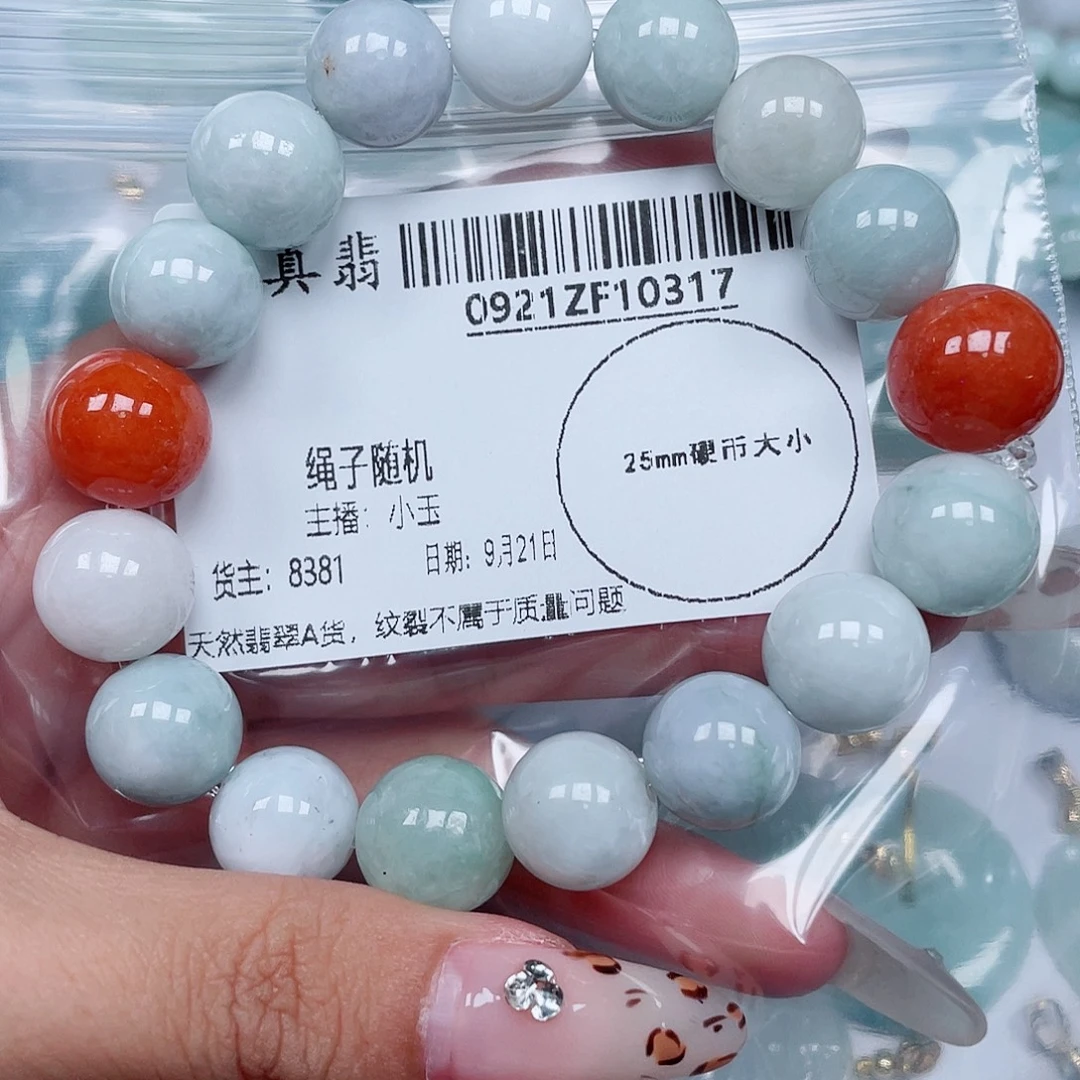 真翡
0921ZF10317
25mm硬币大小
绳子随机
主播：小玉
货主：8381
日期：9月21日
天然翡翠A货，纹裂不属于质量问题